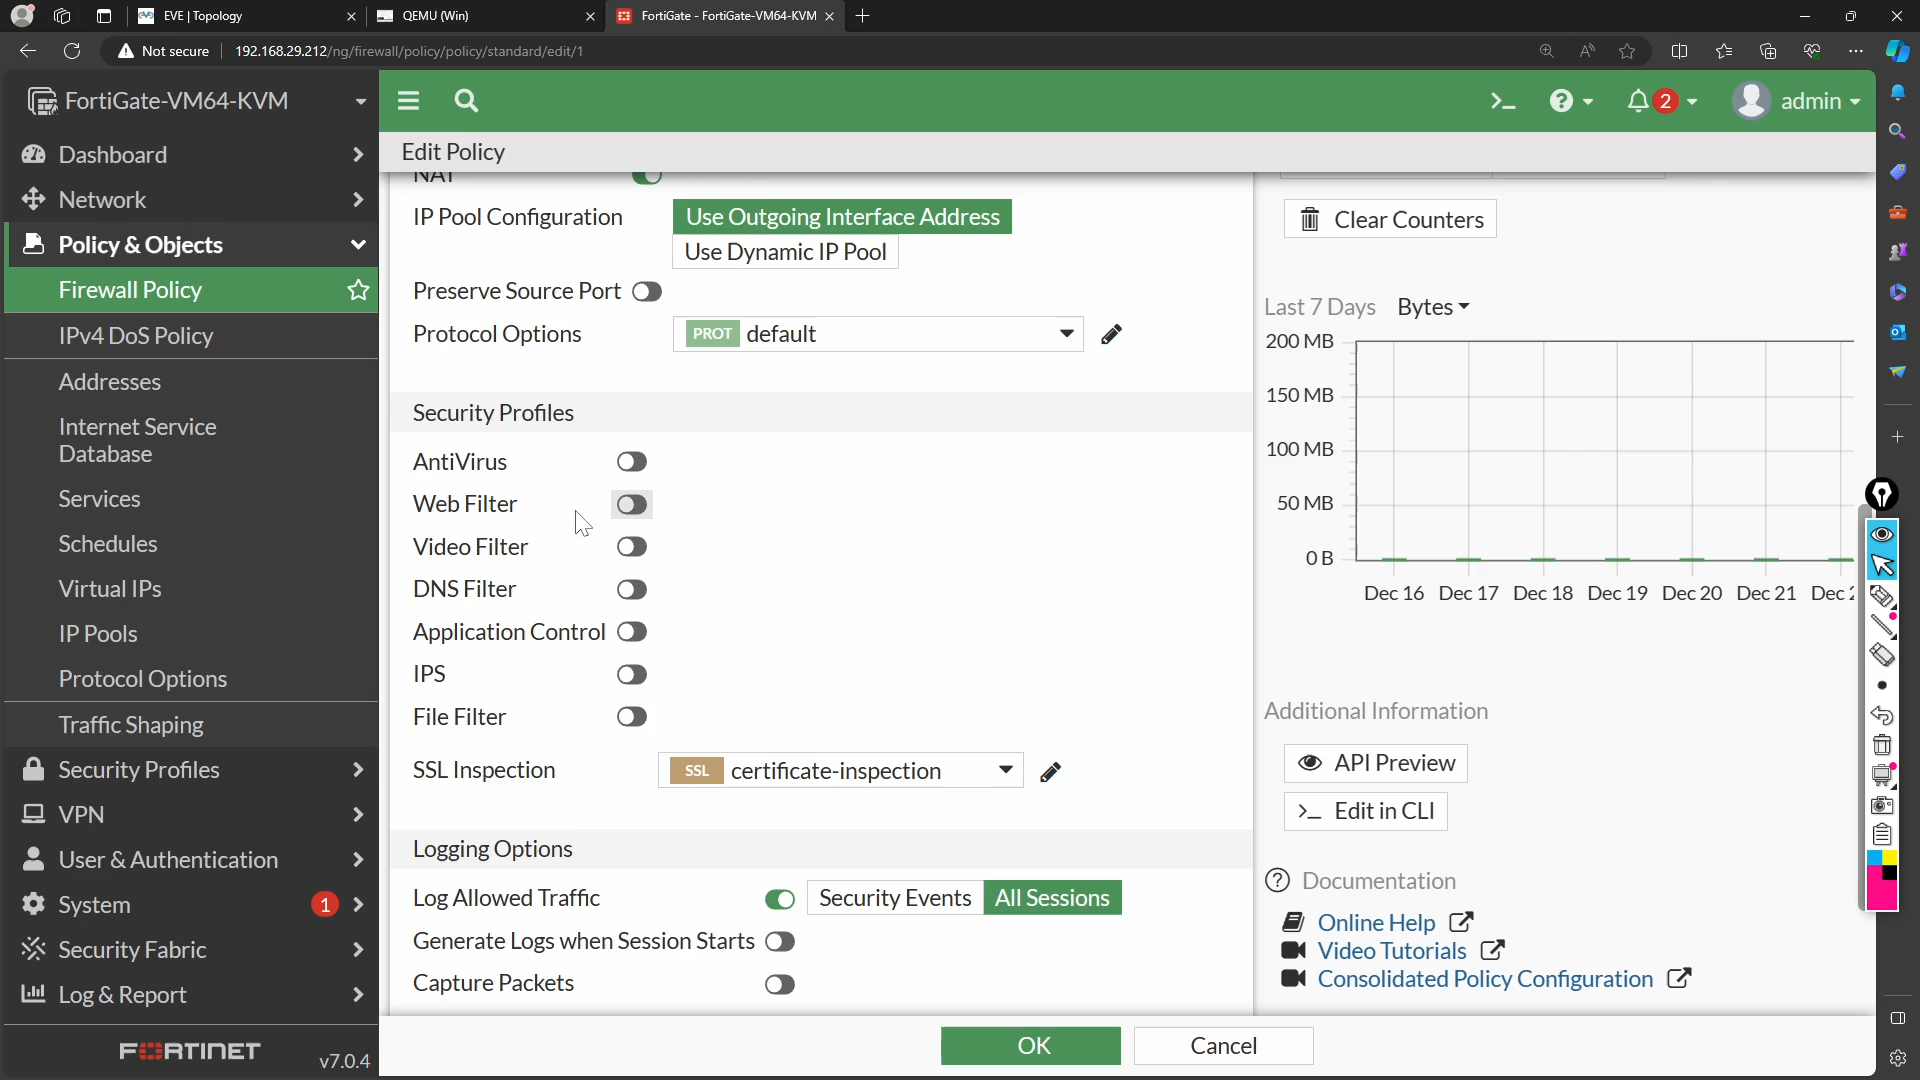 EVE | Topology
QEMU (Win)
FortiGate - FortiGate-VM64-KVM
Not secure
192.168.29.212/ng/firewall/policy/policy/standard/edit/1
FortiGate-VM64-KVM
2
admin
Dashboard
Network
Policy & Objects
Firewall Policy
IPv4 DoS Policy
Addresses
Internet Service
Database
Services
Schedules
Virtual IPs
IP Pools
Protocol Options
Traffic Shaping
Security Profiles
VPN
User & Authentication
System
1
Security Fabric
Log & Report
FORTINET
v7.0.4
Edit Policy
NAT
IP Pool Configuration
Use Outgoing Interface Address
Use Dynamic IP Pool
Preserve Source Port
Protocol Options
PROT default
Security Profiles
AntiVirus
Web Filter
Video Filter
DNS Filter
Application Control
IPS
File Filter
SSL Inspection
SSL certificate-inspection
Logging Options
Log Allowed Traffic
Security Events All Sessions
Generate Logs when Session Starts
Capture Packets
OK
Cancel
Clear Counters
Last 7 Days Bytes
200 MB
150 MB
100 MB
50 MB
0 B
Dec 16 Dec 17 Dec 18 Dec 19 Dec 20 Dec 21 Dec
Additional Information
API Preview
>_ Edit in CLI
Documentation
Online Help
Video Tutorials
Consolidated Policy Configuration